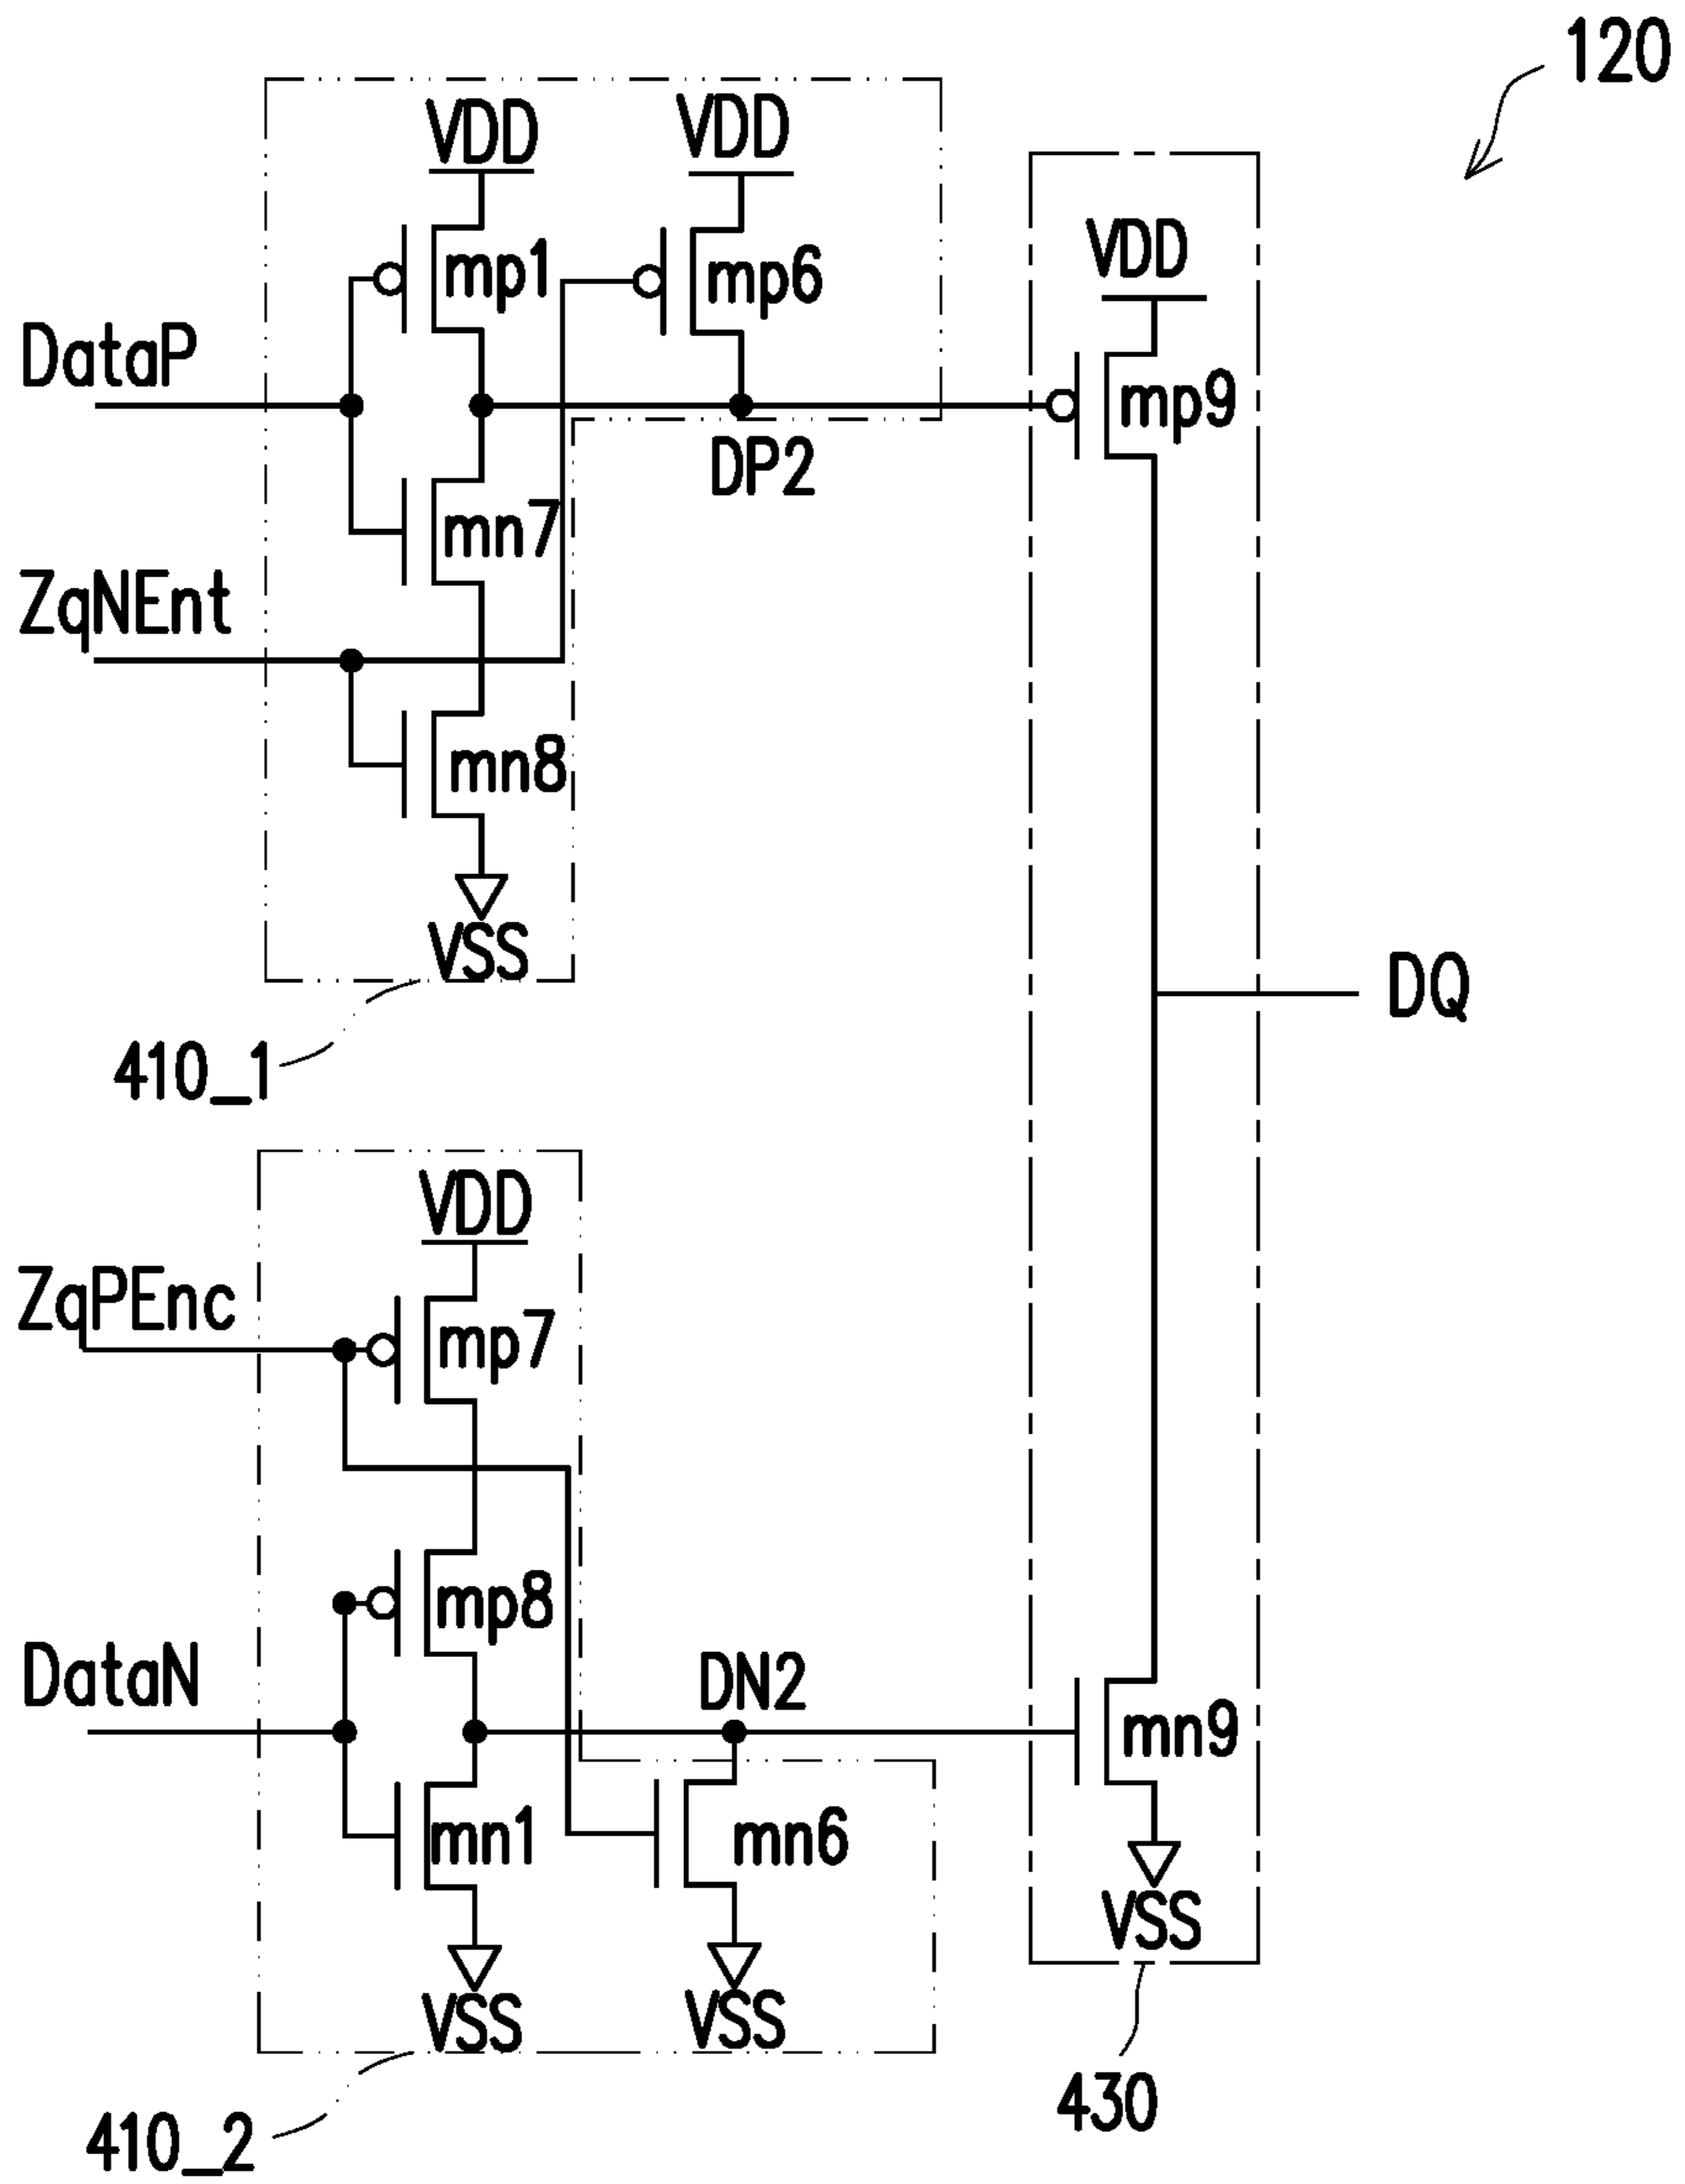 120
VDD
VDD
VDD
mp1
mp6
DataP
mp9
DP2
mn7
ZqNEnt
mn8
VSS
DQ
410_1
VDD
ZqPEnc
mp7
mp8
DataN
DN2
mn9
mn1
mn6
VSS
VSS
VSS
430
410_2